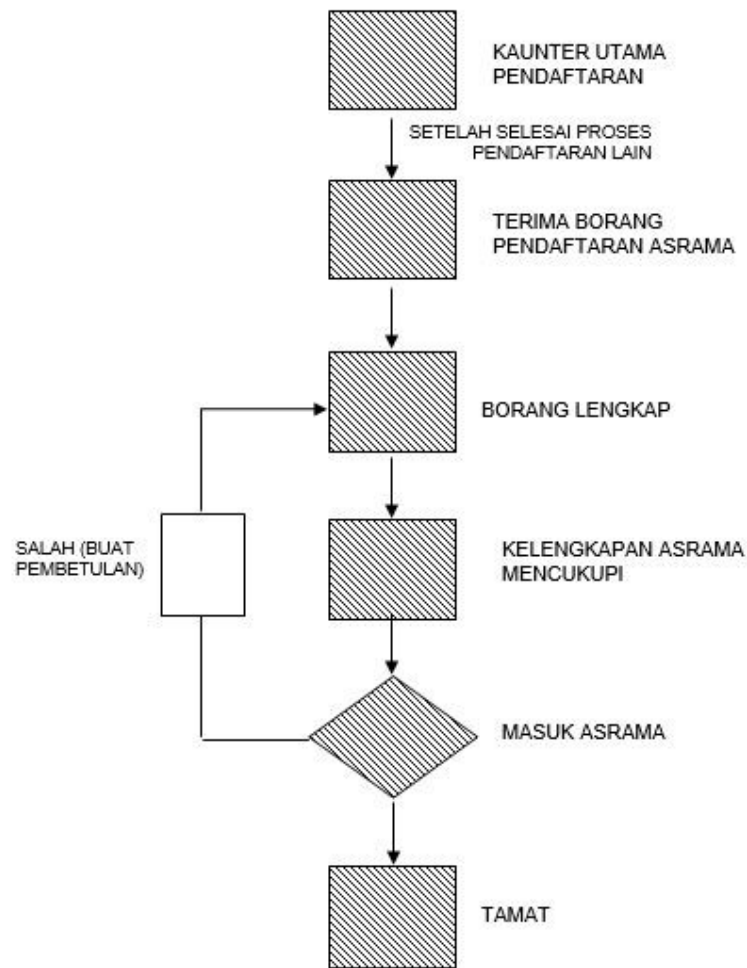 KAUNTER UTAMA
PENDAFTARAN
SETELAH SELESAI PROSES
PENDAFTARAN LAIN
TERIMA BORANG
PENDAFTARAN ASRAMA
BORANG LENGKAP
SALAH (BUAT
PEMBETULAN)
KELENGKAPAN ASRAMA
MENCUKUPI
MASUK ASRAMA
TAMAT